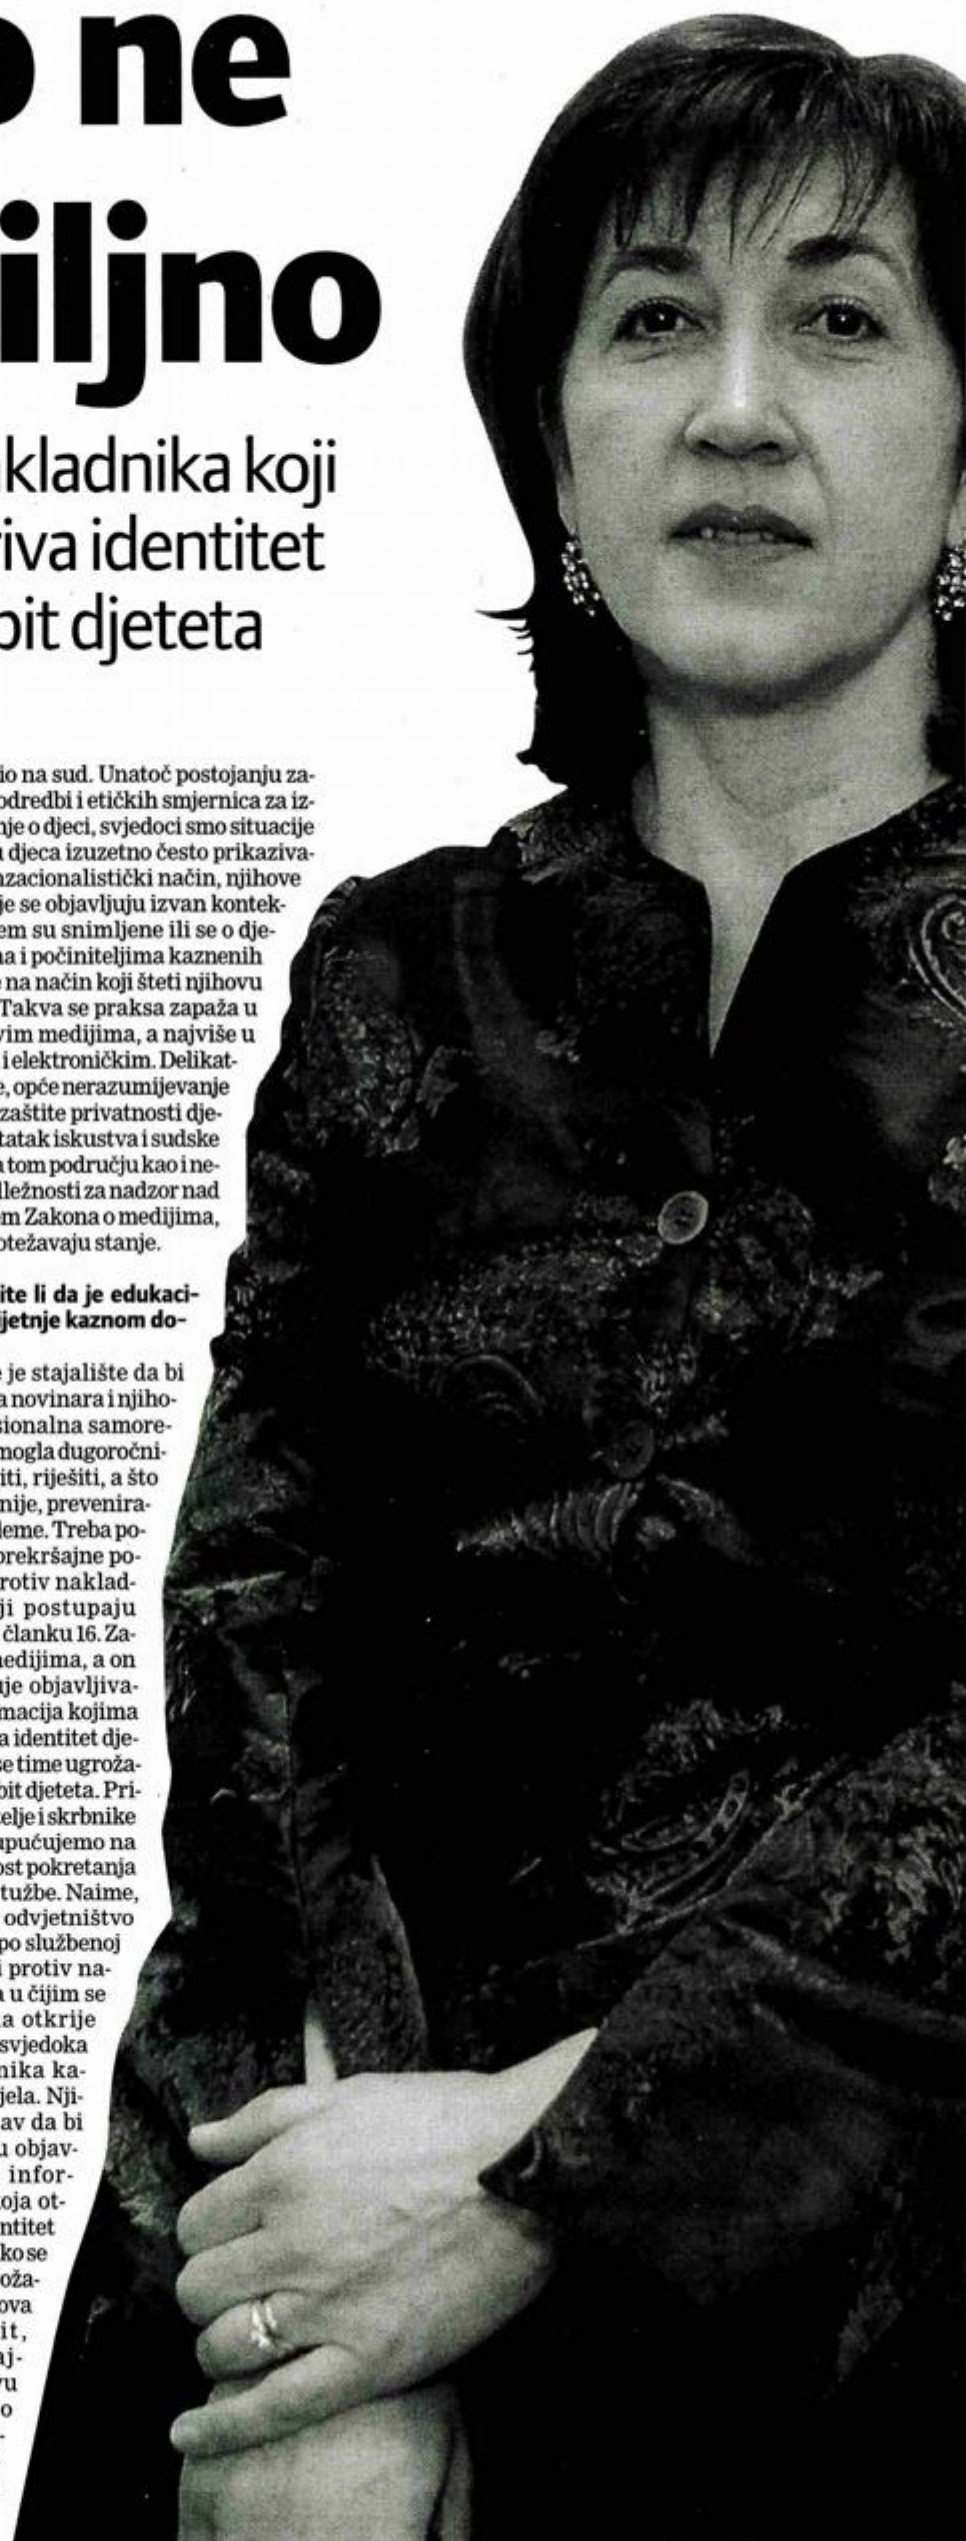 o ne
iljno
kladnika koji
riva identitet
bit djeteta
io na sud. Unatoč postojanju za-
odredbi i etičkih smjernica za iz-
nje o djeci, svjedoci smo situacije
u djeca izuzetno često prikaziva-
nzacionalistički način, njihove
je se objavljuju izvan kontek-
em su snimljene ili se o dje-
na i počiniteljima kaznenih
e na način koji šteti njihovu
Takva se praksa zapaža u
vim medijima, a najviše u
i elektroničkim. Delikat-
e, opće nerazumijevanje
zaštite privatnosti dje-
tatak iskustva i sudske
a tom području kao i ne-
dležnosti za nadzor nad
em Zakona o medijima,
otežavaju stanje.
ite li da je edukaci-
ijetnje kaznom do-
e je stajalište da bi
a novinara i njiho-
sionalna samore-
mogla dugoročni-
iti, riješiti, a što
nije, prevenira-
leme. Treba po-
prekršajne po-
rotiv naklad-
ji postupaju
članku 16. Za-
medijima, a on
uje objavljiva-
macija kojima
a identitet dje-
se time ugroža-
bit djeteta. Pri-
elje i skrbnike
upućujemo na
ost pokretanja
tužbe. Naime,
odvjetništvo
po službenoj
i protiv na-
a u čijim se
a otkrije
svjedoka
nika ka-
jela. Nji-
av da bi
u objav-
infor-
oja ot-
ntitet
ko se
oža-
ova
it,
aj-
vu
o
-